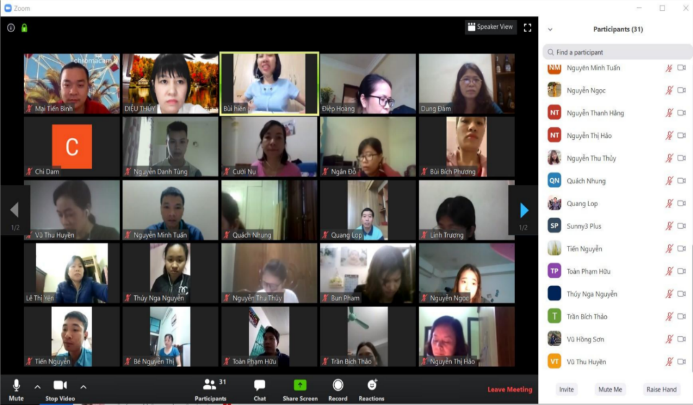 Zoom
Speaker View
Participants (31)
Find a participant
Mai Tiến Bình
DIỆU THÚY
Bùi hiền
Điệp Hoàng
Dung Đàm
C
Chi Dam
Nguyễn Danh Tùng
Cười Nụ
Ngân Đỗ
Bùi Bích Phương
1/2
Vũ Thu Huyền
Nguyễn Minh Tuấn
Quách Nhung
Quang Lop
Linh Trương
1/2
Lê Thị Yến
Thúy Nga Nguyễn
Nguyễn Thu Thủy
Bun Pham
Nguyễn Ngọc
Tiến Nguyễn
Bé Nguyễn Thị
Toàn Phạm Hữu
Trần Bích Thảo
Nguyễn Thị Hảo
NM Nguyễn Minh Tuấn
Nguyễn Ngọc
NT Nguyễn Thanh Hằng
NT Nguyễn Thị Hảo
Nguyễn Thu Thủy
QN Quách Nhung
Quang Lop
SP Sunny3 Plus
Tiến Nguyễn
TP Toàn Phạm Hữu
Thúy Nga Nguyễn
T Trần Bích Thảo
Vũ Hồng Sơn
VT Vũ Thu Huyền
Mute
Stop Video
31
Participants
Chat
Share Screen
Record
Reactions
Leave Meeting
Invite
Mute Me
Raise Hand